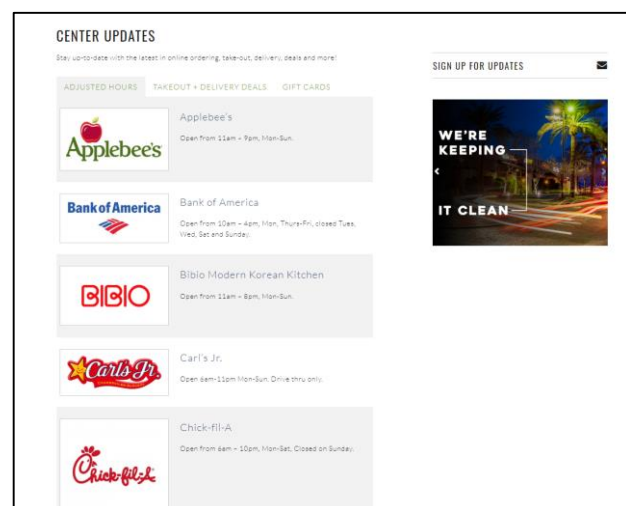 CENTER UPDATES
Stay up-to-date with the latest in online ordering, take-out, delivery, deals and more!
ADJUSTED HOURS TAKEOUT + DELIVERY DEALS GIFT CARDS
Applebee's
Applebee's
Open from 11am – 9pm, Mon-Sun.
Bank of America
Bank of America
Open from 10am – 4pm, Mon, Thurs-Fri, closed Tues,
Wed, Sat and Sunday.
BIBIO
Bibio Modern Korean Kitchen
Open from 11am – 8pm, Mon-Sun.
Carl's Jr.
Carl's Jr.
Open 6am-11pm Mon-Sun, Drive thru only.
Chick-fil-A
Chick-fil-A
Open from 6am – 10pm, Mon-Sat, Closed on Sunday.
SIGN UP FOR UPDATES
WE'RE
KEEPING
IT CLEAN